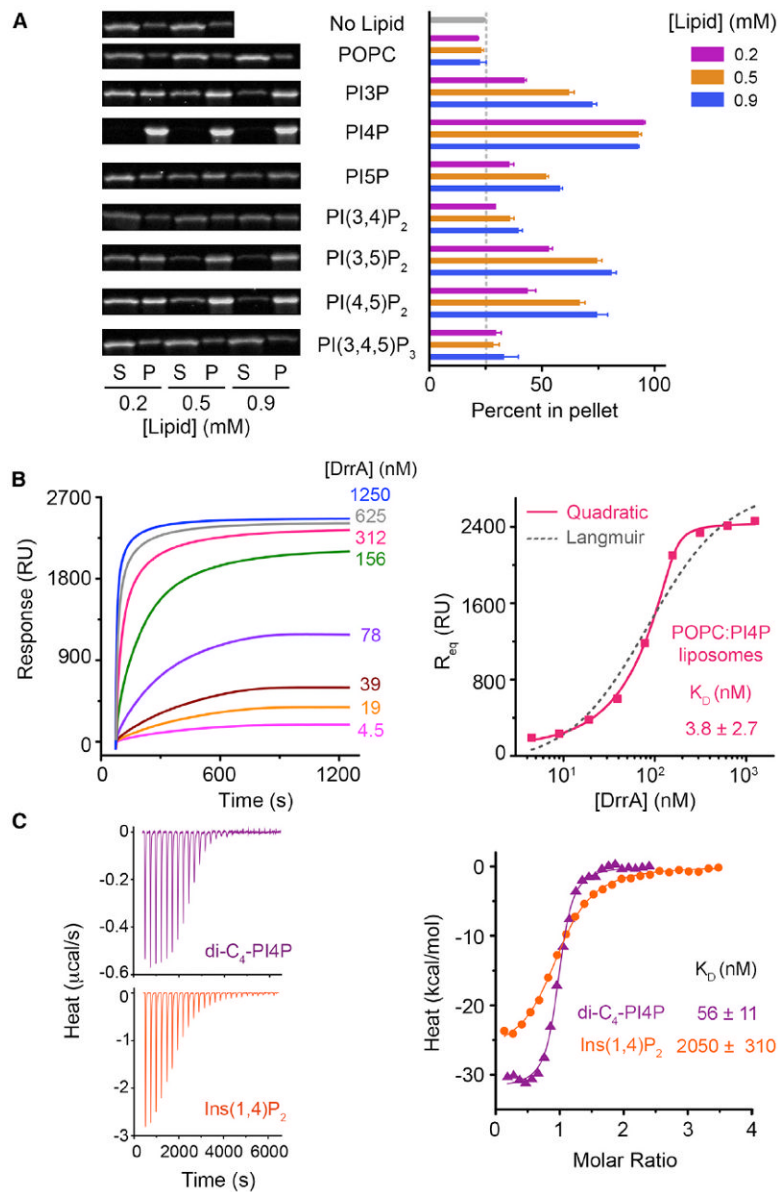 A
No Lipid
POPC
PI3P
PI4P
PI5P
PI(3,4)P₂
PI(3,5)P₂
PI(4,5)P₂
PI(3,4,5)P₃
S P S P S P
0.2 0.5 0.9
[Lipid] (mM)
[Lipid] (mM)
0.2
0.5
0.9
0 50 100
Percent in pellet
B
[DrrA] (nM)
2700
1800
900
0
Response (RU)
1250
625
312
156
78
39
19
4.5
0 600 1200
Time (s)
Quadratic
Langmuir
2400
1600
800
0
R_eq (RU)
POPC:PI4P
liposomes
K_D (nM)
3.8 ± 2.7
10¹ 10² 10³
[DrrA] (nM)
C
0
-0.2
-0.4
-0.6
di-C₄-PI4P
0
-1
-2
-3
Ins(1,4)P₂
Heat (µcal/s)
0 2000 4000 6000
Time (s)
0
-10
-20
-30
Heat (kcal/mol)
K_D (nM)
di-C₄-PI4P 56 ± 11
Ins(1,4)P₂ 2050 ± 310
0 1 2 3 4
Molar Ratio